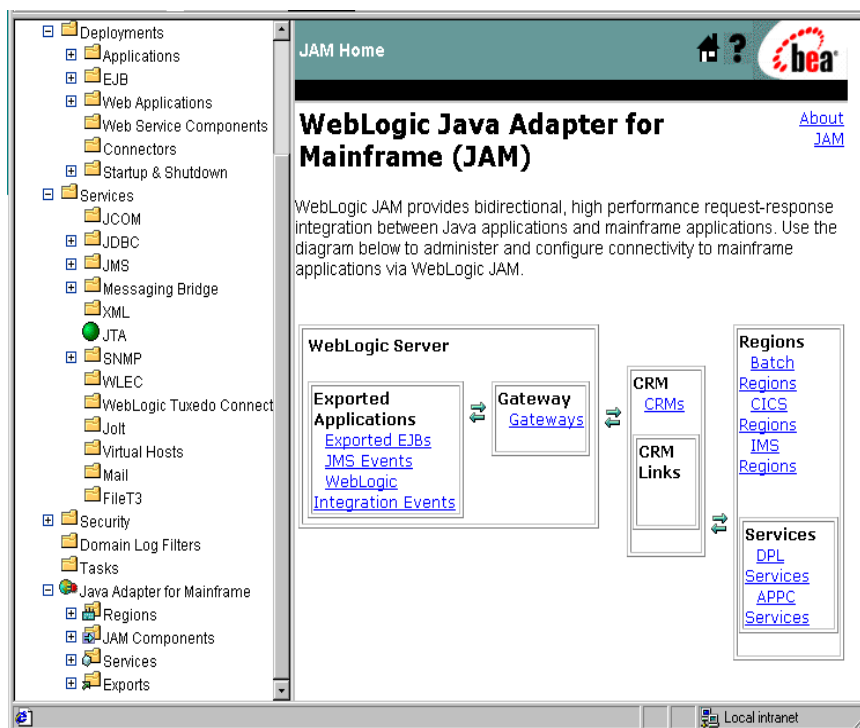 Deployments
Applications
EJB
Web Applications
Web Service Components
Connectors
Startup & Shutdown
Services
JCOM
JDBC
JMS
Messaging Bridge
XML
JTA
SNMP
WLEC
WebLogic Tuxedo Connect
Jolt
Virtual Hosts
Mail
FileT3
Security
Domain Log Filters
Tasks
Java Adapter for Mainframe
Regions
JAM Components
Services
Exports
JAM Home
?
bea
WebLogic Java Adapter for
Mainframe (JAM)
About
JAM
WebLogic JAM provides bidirectional, high performance request-response
integration between Java applications and mainframe applications. Use the
diagram below to administer and configure connectivity to mainframe
applications via WebLogic JAM.
WebLogic Server
Exported
Applications
Exported EJBs
JMS Events
WebLogic
Integration Events
Gateway
Gateways
CRM
CRMs
CRM
Links
Regions
Batch
Regions
CICS
Regions
IMS
Regions
Services
DPL
Services
APPC
Services
Local intranet